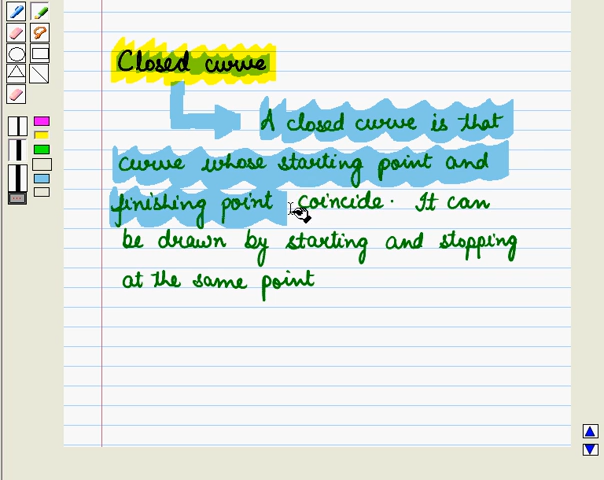 Closed curve
A closed curve is that
curve whose starting point and
finishing point coincide. It can
be drawn by starting and stopping
at the same point